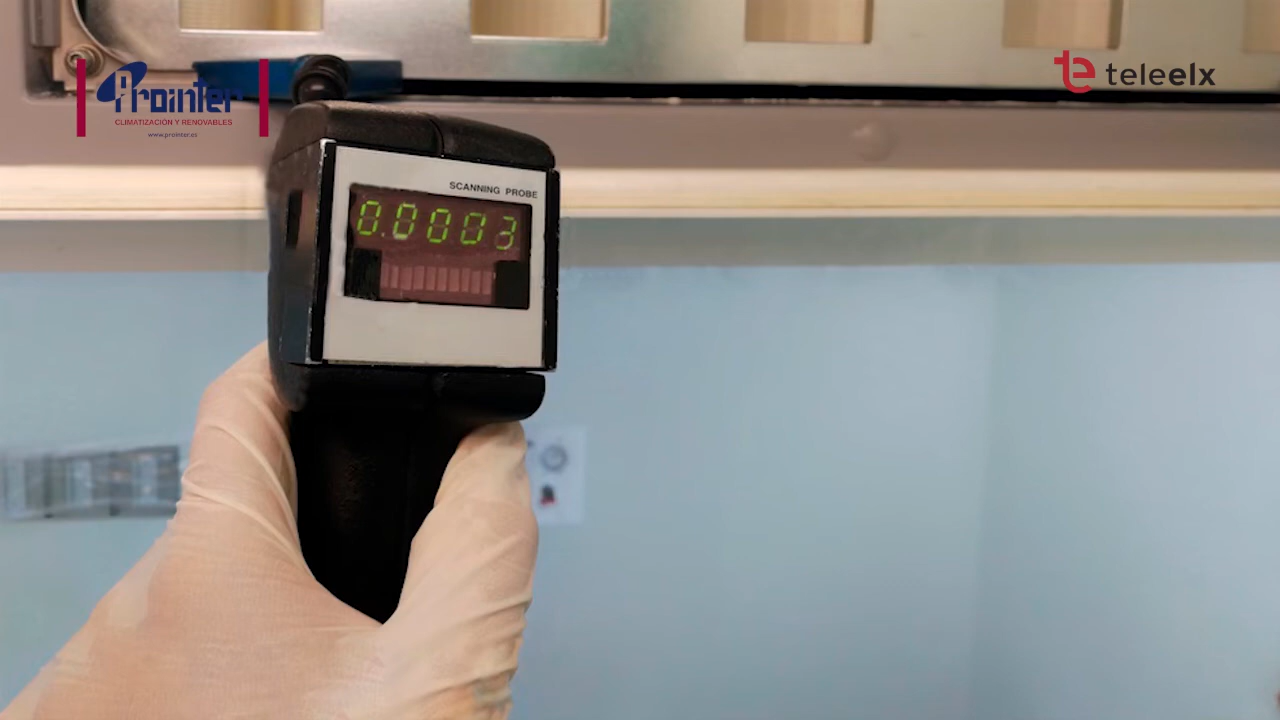 Prointer
CLIMATIZACIÓN Y RENOVABLES
www.prointer.es
teleelx
SCANNING PROBE
0.0003